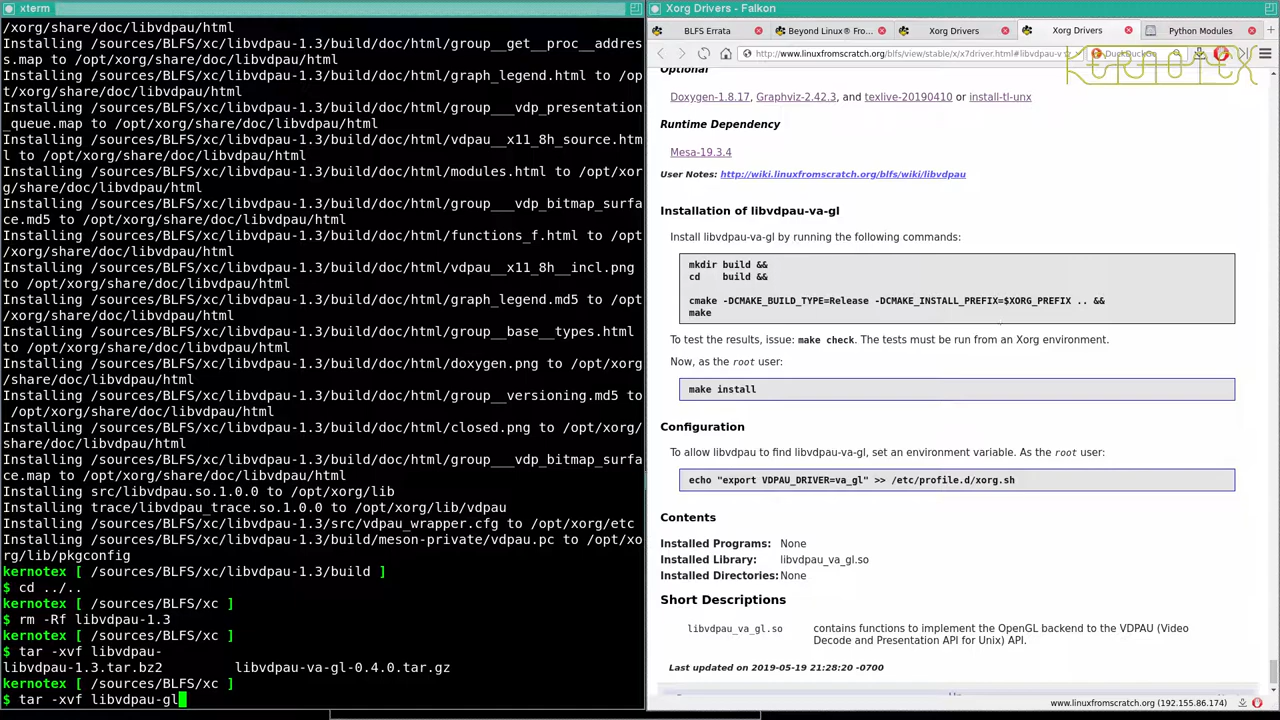 xterm
/xorg/share/doc/libvdpau/html
Installing /sources/BLFS/xc/libvdpau-1.3/build/doc/html/group__get__proc__addres
s.map to /opt/xorg/share/doc/libvdpau/html
Installing /sources/BLFS/xc/libvdpau-1.3/build/doc/html/graph_legend.html to /op
t/xorg/share/doc/libvdpau/html
Installing /sources/BLFS/xc/libvdpau-1.3/build/doc/html/group__vdp_presentation
_queue.map to /opt/xorg/share/doc/libvdpau/html
Installing /sources/BLFS/xc/libvdpau-1.3/build/doc/html/vdpau__x11_8h_source.htm
l to /opt/xorg/share/doc/libvdpau/html
Installing /sources/BLFS/xc/libvdpau-1.3/build/doc/html/modules.html to /opt/xor
g/share/doc/libvdpau/html
Installing /sources/BLFS/xc/libvdpau-1.3/build/doc/html/group___vdp_bitmap_surfa
ce.md5 to /opt/xorg/share/doc/libvdpau/html
Installing /sources/BLFS/xc/libvdpau-1.3/build/doc/html/functions_f.html to /opt
/xorg/share/doc/libvdpau/html
Installing /sources/BLFS/xc/libvdpau-1.3/build/doc/html/vdpau__x11_8h__incl.png
to /opt/xorg/share/doc/libvdpau/html
Installing /sources/BLFS/xc/libvdpau-1.3/build/doc/html/graph_legend.md5 to /opt
/xorg/share/doc/libvdpau/html
Installing /sources/BLFS/xc/libvdpau-1.3/build/doc/html/group__base__types.html
to /opt/xorg/share/doc/libvdpau/html
Installing /sources/BLFS/xc/libvdpau-1.3/build/doc/html/doxygen.png to /opt/xorg
/share/doc/libvdpau/html
Installing /sources/BLFS/xc/libvdpau-1.3/build/doc/html/group__versioning.md5 to
/opt/xorg/share/doc/libvdpau/html
Installing /sources/BLFS/xc/libvdpau-1.3/build/doc/html/closed.png to /opt/xorg/
share/doc/libvdpau/html
Installing /sources/BLFS/xc/libvdpau-1.3/build/doc/html/group___vdp_bitmap_surfa
ce.map to /opt/xorg/share/doc/libvdpau/html
Installing src/libvdpau.so.1.0.0 to /opt/xorg/lib
Installing trace/libvdpau_trace.so.1.0.0 to /opt/xorg/lib/vdpau
Installing /sources/BLFS/xc/libvdpau-1.3/src/vdpau_wrapper.cfg to /opt/xorg/etc
Installing /sources/BLFS/xc/libvdpau-1.3/build/meson-private/vdpau.pc to /opt/xo
rg/lib/pkgconfig
kernotex [ /sources/BLFS/xc/libvdpau-1.3/build ]
$ cd ../..
kernotex [ /sources/BLFS/xc ]
$ rm -Rf libvdpau-1.3
kernotex [ /sources/BLFS/xc ]
$ tar -xvf libvdpau-
libvdpau-1.3.tar.bz2 libvdpau-va-gl-0.4.0.tar.gz
kernotex [ /sources/BLFS/xc ]
$ tar -xvf libvdpau-gl
Xorg Drivers - Falkon
BLFS Errata
Beyond Linux® Fro...
Xorg Drivers
Xorg Drivers
Python Modules
http://www.linuxfromscratch.org/blfs/view/stable/x/x7driver.html#libvdpau-v
DuckDuckGo
KERNOTEX
Optional
Doxygen-1.8.17, Graphviz-2.42.3, and texlive-20190410 or install-tl-unx
Runtime Dependency
Mesa-19.3.4
User Notes: http://wiki.linuxfromscratch.org/blfs/wiki/libvdpau
Installation of libvdpau-va-gl
Install libvdpau-va-gl by running the following commands:
mkdir build &&
cd build &&
cmake -DCMAKE_BUILD_TYPE=Release -DCMAKE_INSTALL_PREFIX=$XORG_PREFIX .. &&
make
To test the results, issue: make check. The tests must be run from an Xorg environment.
Now, as the root user:
make install
Configuration
To allow libvdpau to find libvdpau-va-gl, set an environment variable. As the root user:
echo "export VDPAU_DRIVER=va_gl" >> /etc/profile.d/xorg.sh
Contents
Installed Programs: None
Installed Library: libvdpau_va_gl.so
Installed Directories: None
Short Descriptions
libvdpau_va_gl.so contains functions to implement the OpenGL backend to the VDPAU (Video
Decode and Presentation API for Unix) API.
Last updated on 2019-05-19 21:28:20 -0700
www.linuxfromscratch.org (192.155.86.174)